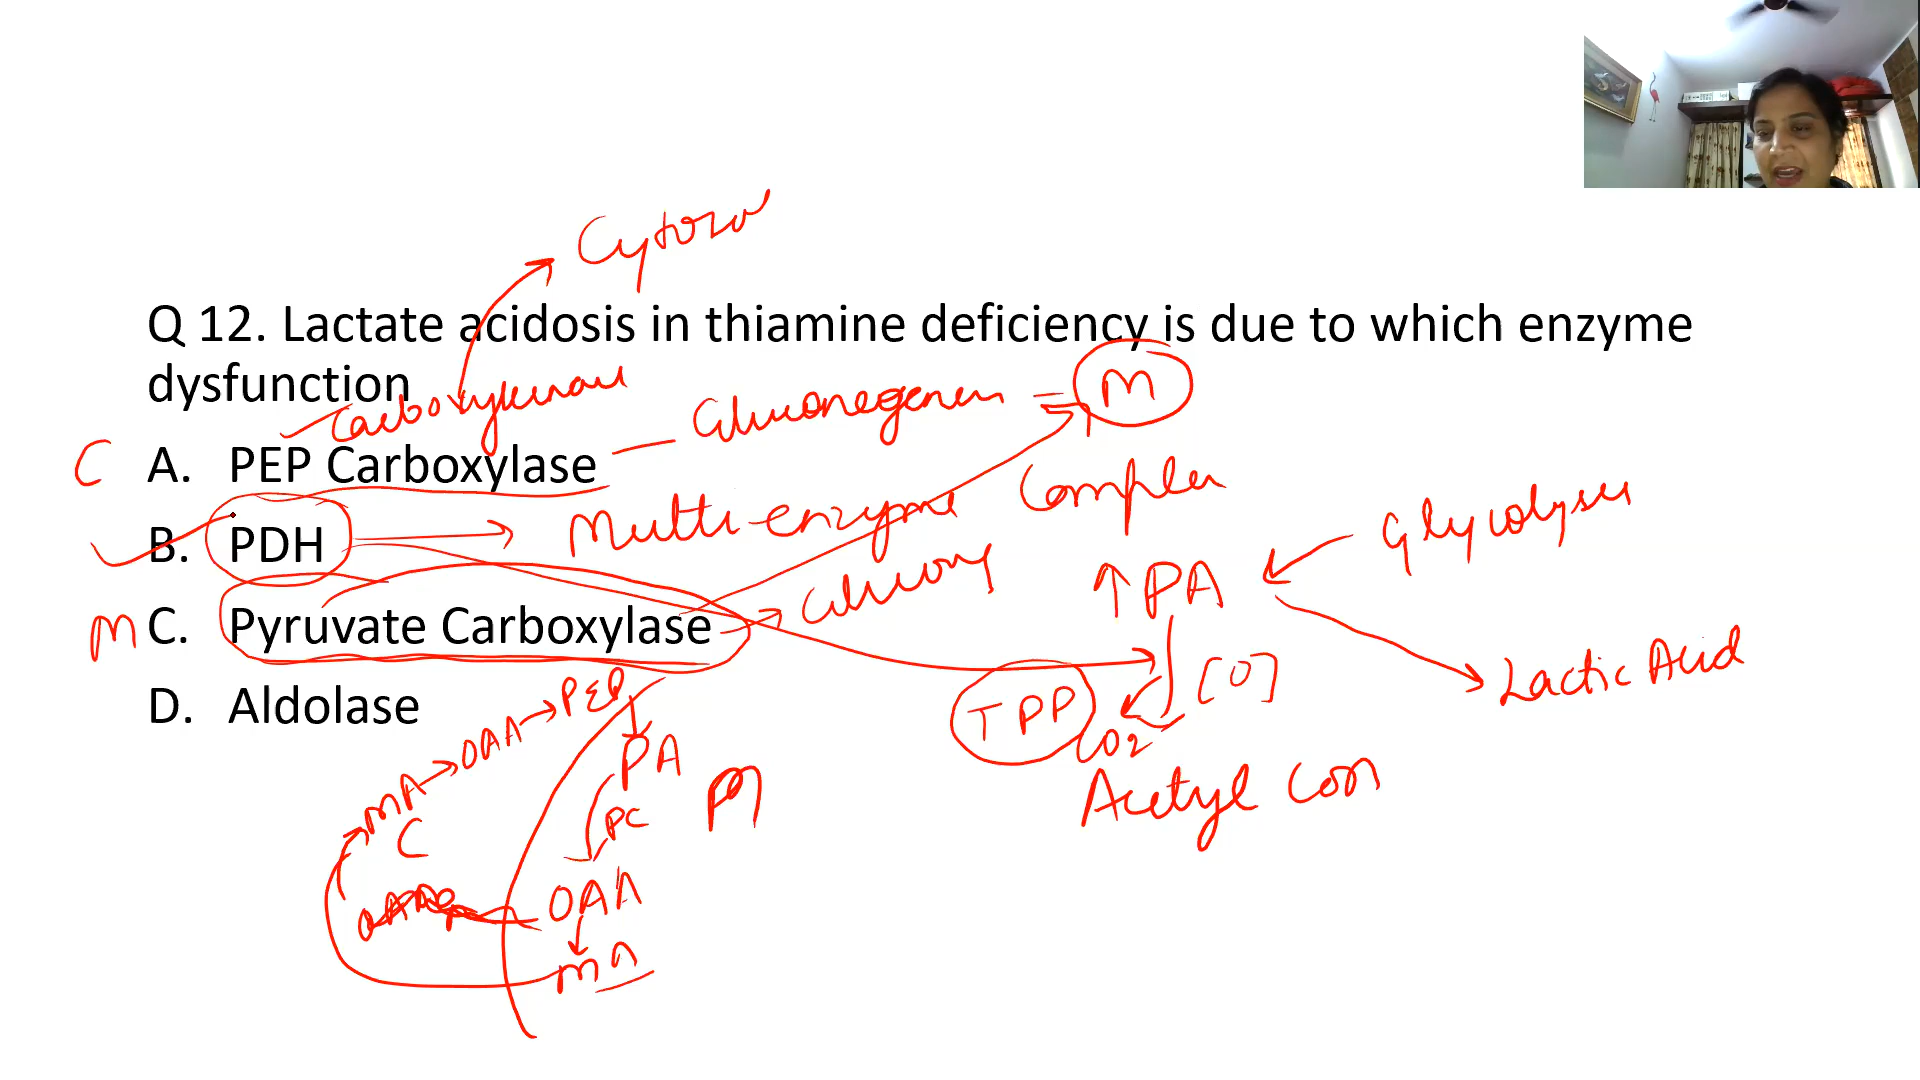 Cytosol
Q 12. Lactate acidosis in thiamine deficiency is due to which enzyme
dysfunction
Carboxykinase
Gluconeogenesis = M
C A. PEP Carboxylase
B. PDH
Multi-enzyme Complex
Glycolysis
↑ PA
M C. Pyruvate Carboxylase
TPP
[O]
Lactic Acid
CO2
Acetyl CoA
D. Aldolase
MA → OAA → PEP
PA
C
PC
OAA
MA